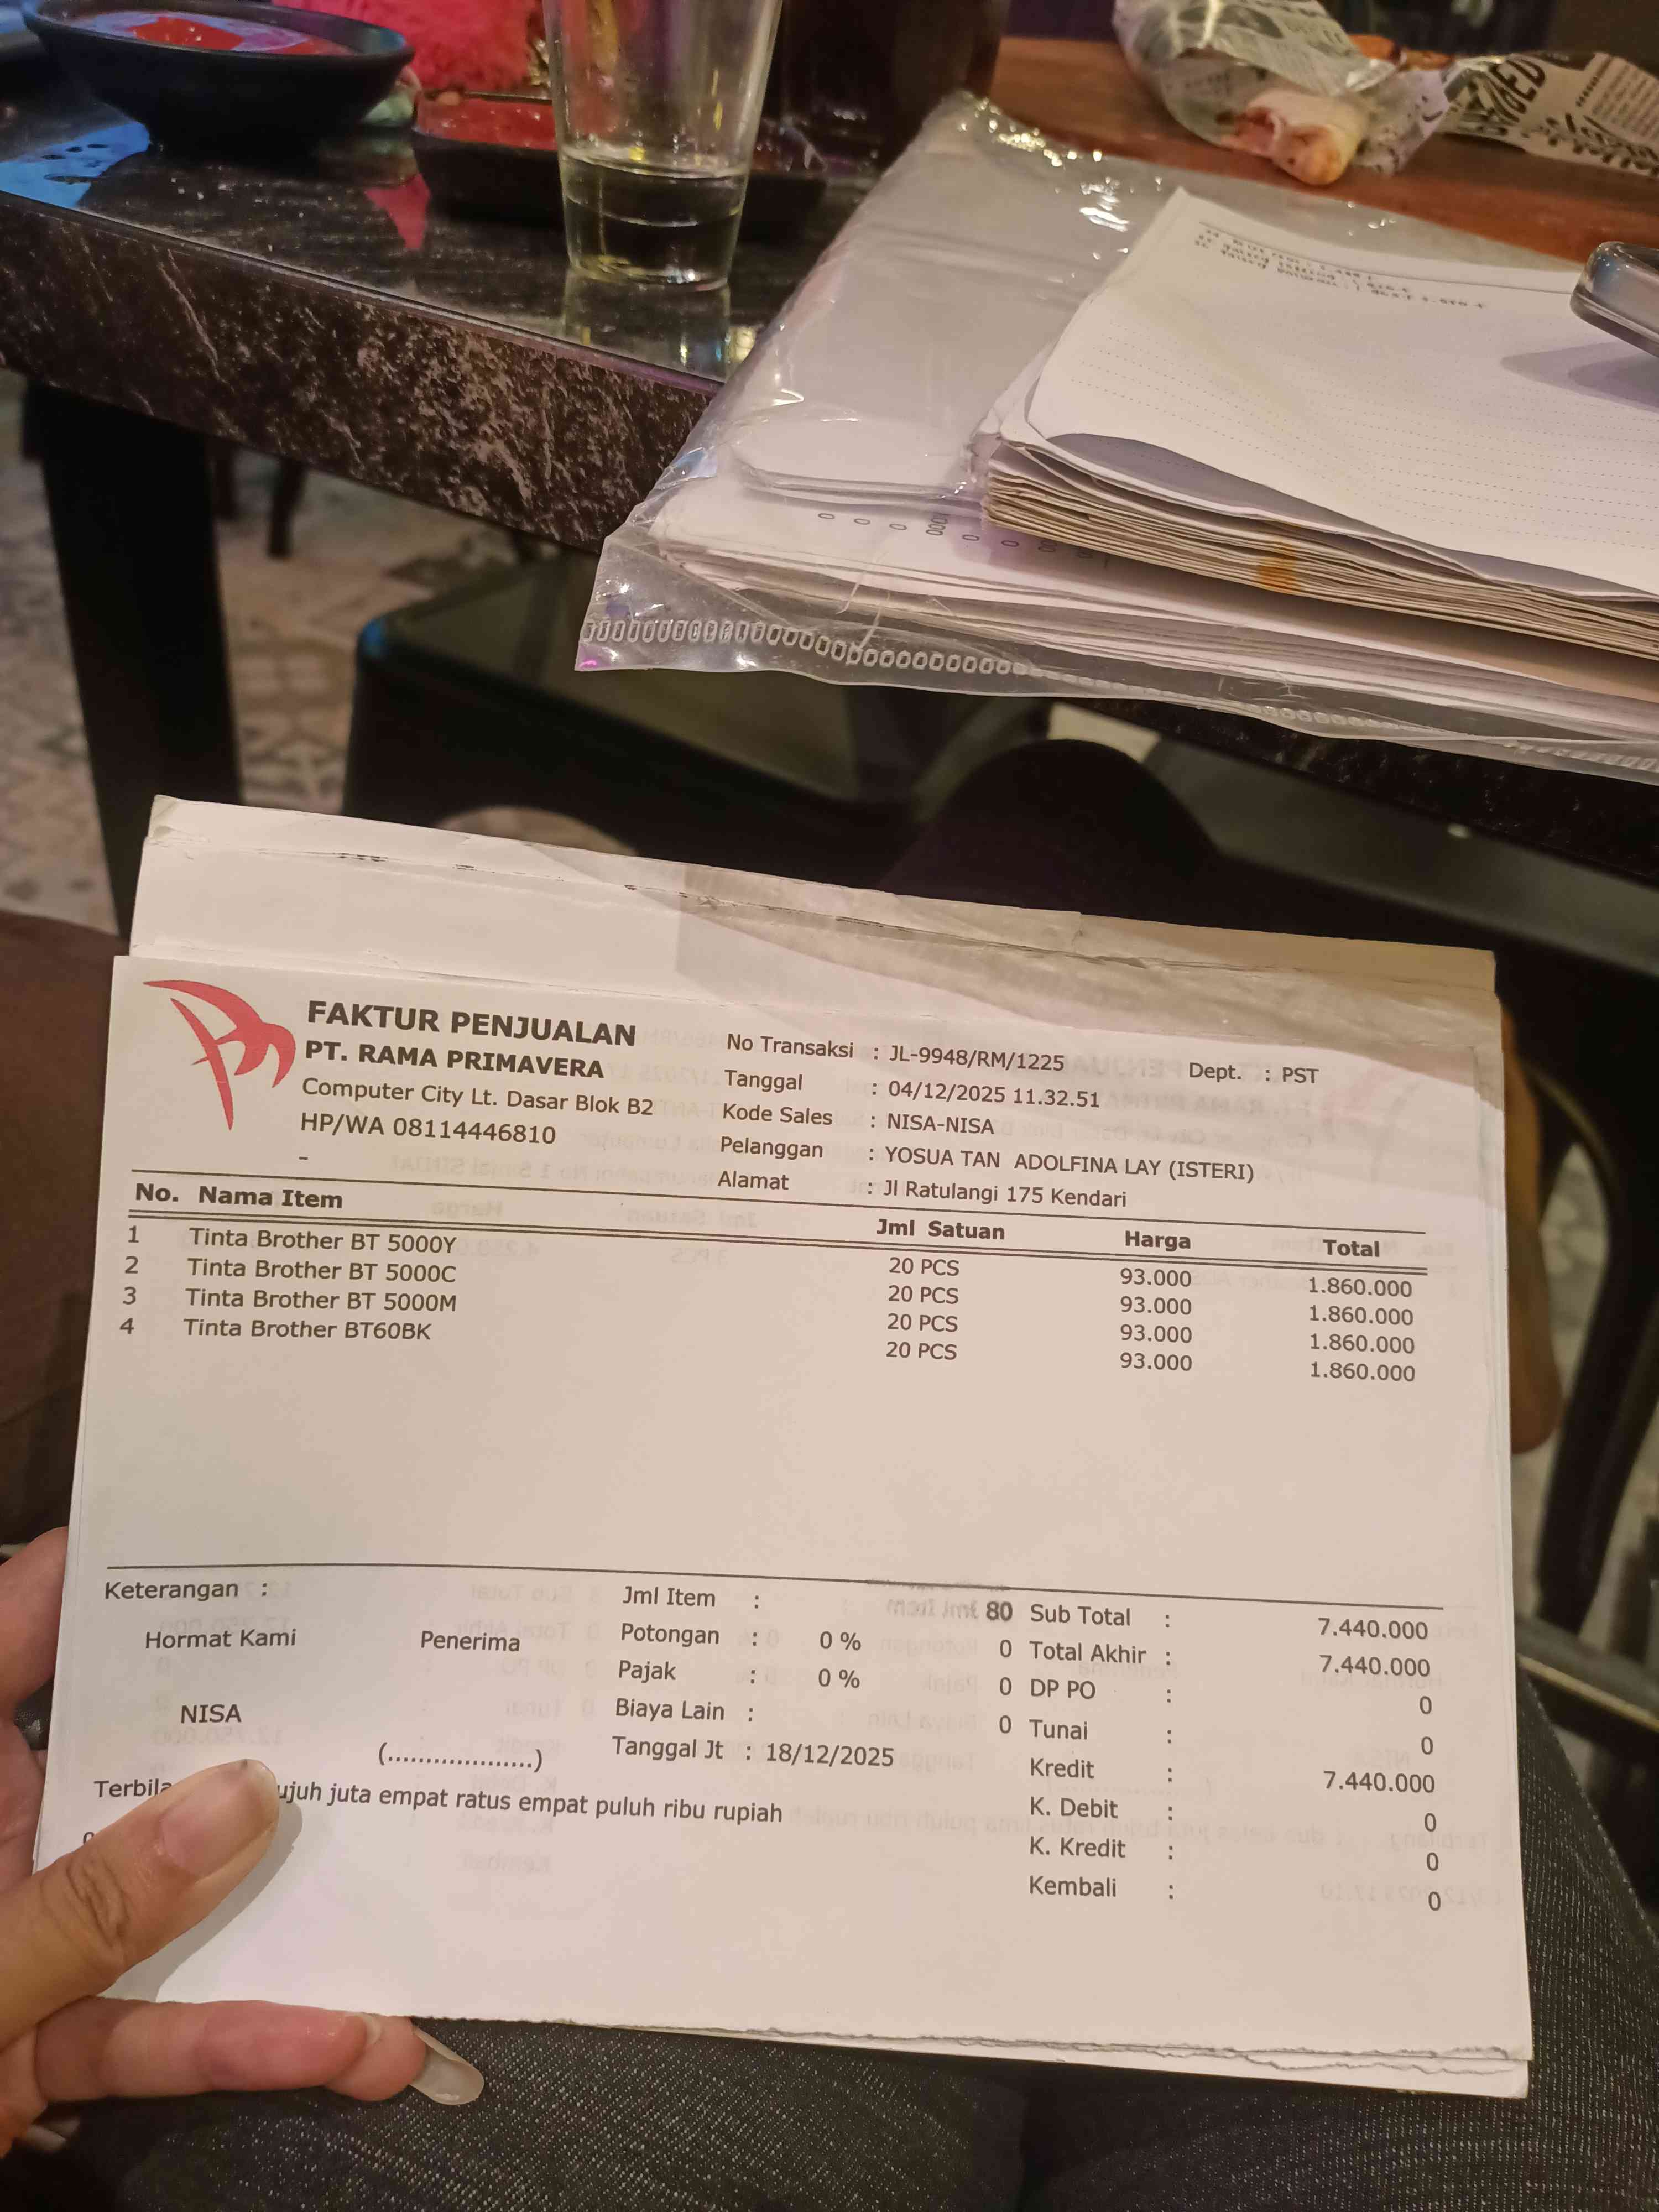 FAKTUR PENJUALAN
PT. RAMA PRIMAVERA
Computer City Lt. Dasar Blok B2
HP/WA 08114446810
-
No Transaksi : JL-9948/RM/1225 Dept. : PST
Tanggal : 04/12/2025 11.32.51
Kode Sales : NISA-NISA
Pelanggan : YOSUA TAN ADOLFINA LAY (ISTERI)
Alamat : Jl Ratulangi 175 Kendari
No. Nama Item Jml Satuan Harga Total
1 Tinta Brother BT 5000Y 20 PCS 93.000 1.860.000
2 Tinta Brother BT 5000C 20 PCS 93.000 1.860.000
3 Tinta Brother BT 5000M 20 PCS 93.000 1.860.000
4 Tinta Brother BT60BK 20 PCS 93.000 1.860.000
Keterangan :
Hormat Kami Penerima
NISA
(...................)
Jml Item : 80
Potongan : 0 % 0
Pajak : 0 % 0
Biaya Lain : 0
Tanggal Jt : 18/12/2025
Sub Total : 7.440.000
Total Akhir : 7.440.000
DP PO : 0
Tunai : 0
Kredit : 7.440.000
K. Debit : 0
K. Kredit : 0
Kembali : 0
juta empat ratus empat puluh ribu rupiah